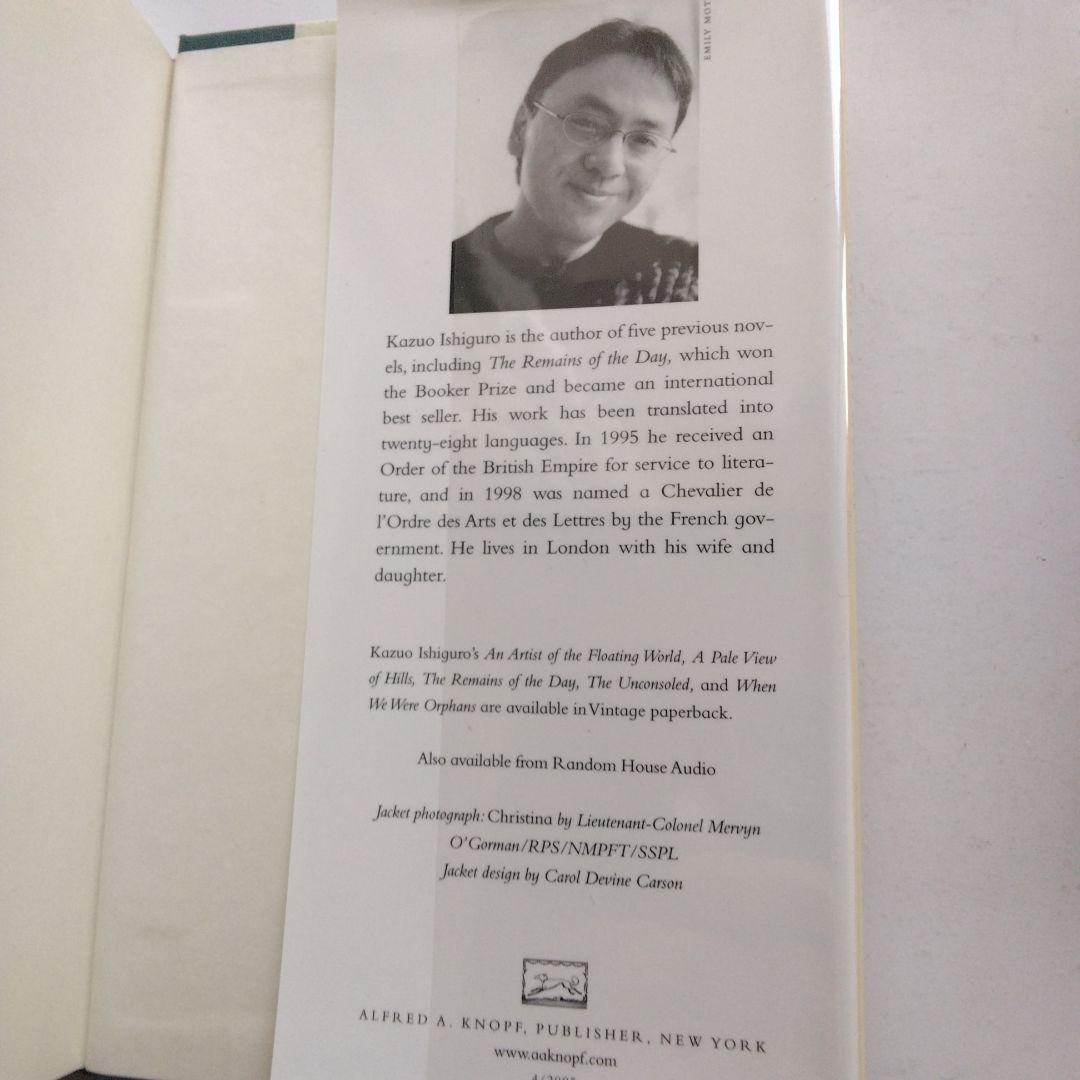 EMILY
Kazuo Ishiguro is the author of five previous nov-
els, including The Remains of the Day, which won
the Booker Prize and became an international
best seller. His work has been translated into
twenty-eight languages. In 1995 he received an
Order of the British Empire for service to litera-
ture, and in 1998 was named a Chevalier de
l'Ordre des Arts et des Lettres by the French gov-
ernment. He lives in London with his wife and
daughter.
Kazuo Ishiguro's An Artist of the Floating World, A Pale View
of Hills, The Remains of the Day, The Unconsoled, and When
We Were Orphans are available in Vintage paperback.
Also available from Random House Audio
Jacket photograph: Christina by Lieutenant-Colonel Mervyn
O'Gorman/RPS/NMPFT/SSPL
Jacket design by Carol Devine Carson
ALFRED A. KNOPF, PUBLISHER, NEW YORK
www.aaknopf.com